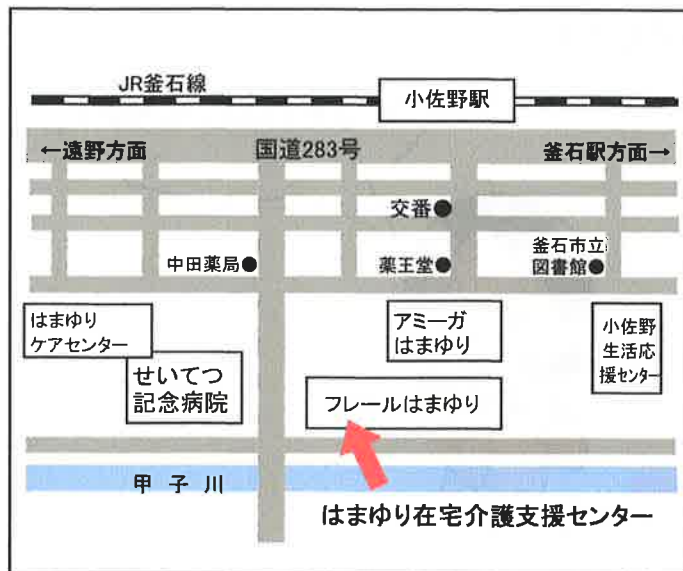 JR釜石線
小佐野駅
←遠野方面
国道283号
釜石駅方面→
交番●
中田薬局●
薬王堂●
釜石市立
図書館●
はまゆり
ケアセンター
せいてつ
記念病院
アミーガ
はまゆり
小佐野
生活応
援センター
フレールはまゆり
甲子川
はまゆり在宅介護支援センター